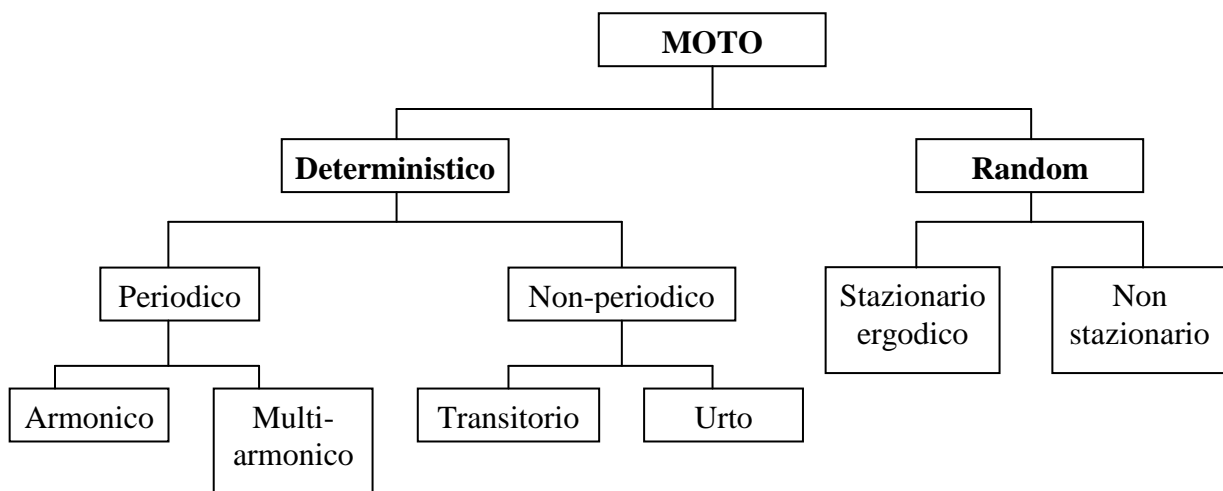 MOTO
Deterministico
Random
Periodico
Non-periodico
Stazionario
ergodico
Non
stazionario
Armonico
Multi-
armonico
Transitorio
Urto